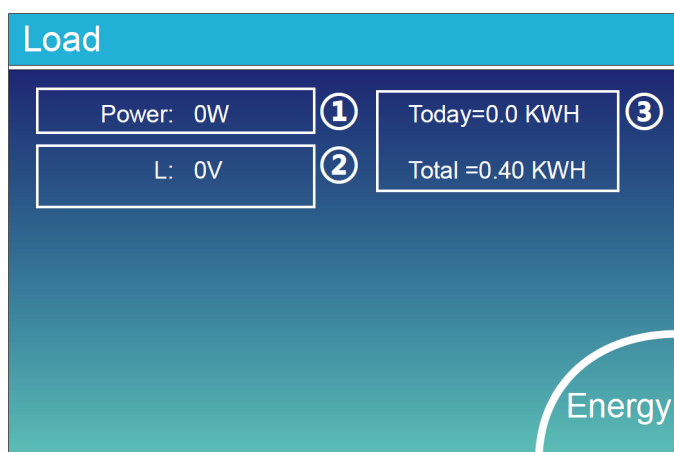 Load
Power: 0W
①
L: 0V
②
Today=0.0 KWH
③
Total =0.40 KWH
Energy